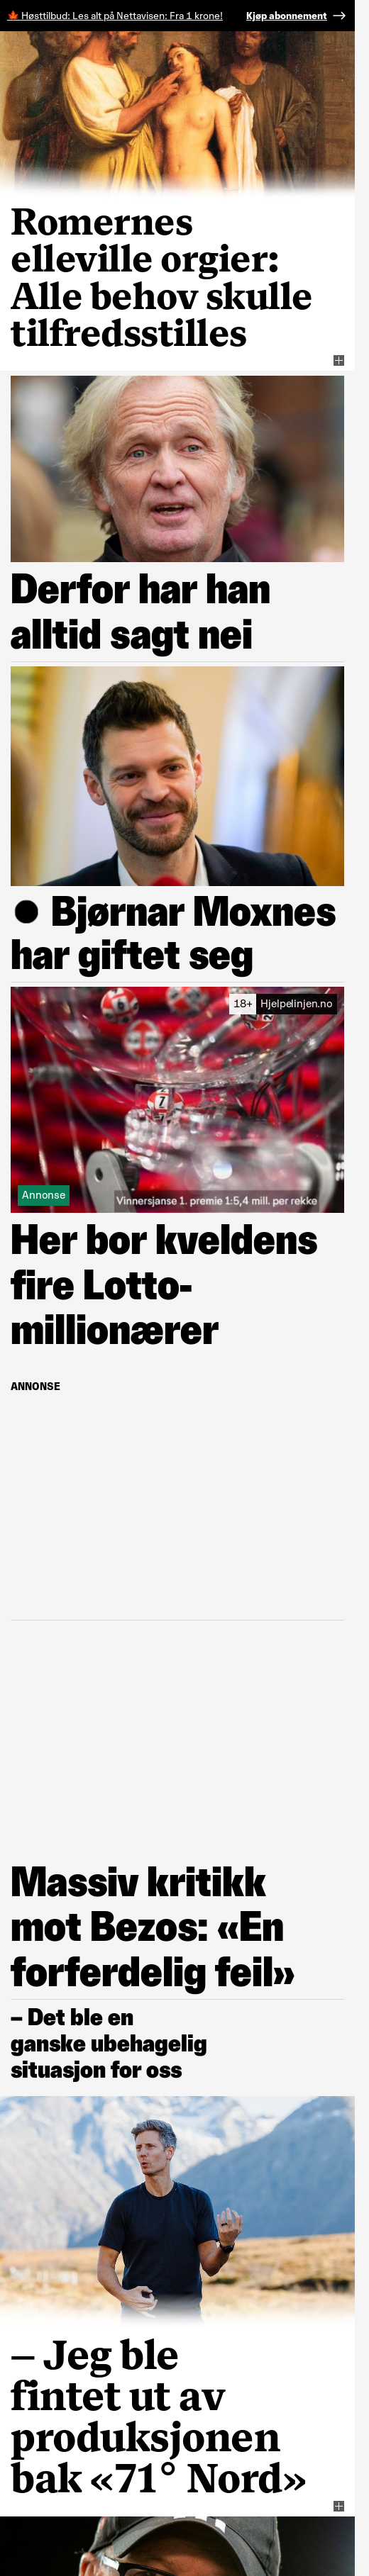 🍁 Høsttilbud: Les alt på Nettavisen: Fra 1 krone! Kjøp abonnement →
Romernes
elleville orgier:
Alle behov skulle
tilfredsstilles
Derfor har han
alltid sagt nei
● Bjørnar Moxnes
har giftet seg
18+ Hjelpelinjen.no
7
Annonse
Vinnersjanse 1. premie 1:5,4 mill. per rekke
Her bor kveldens
fire Lotto-
millionærer
ANNONSE
Massiv kritikk
mot Bezos: «En
forferdelig feil»
– Det ble en
ganske ubehagelig
situasjon for oss
– Jeg ble
fintet ut av
produksjonen
bak «71° Nord»